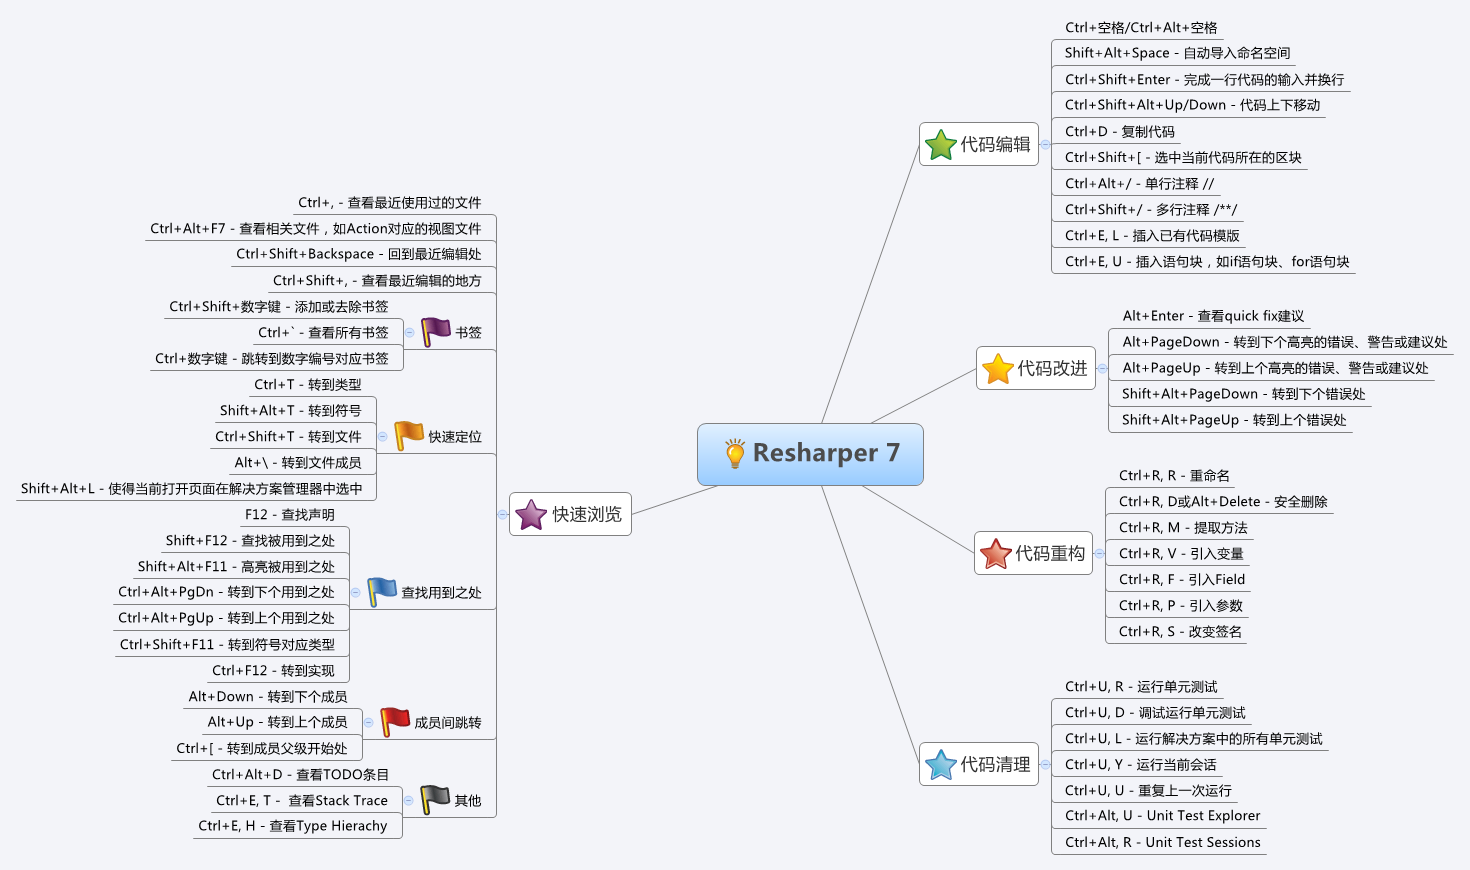 Resharper 7
代码编辑
Ctrl+空格/Ctrl+Alt+空格
Shift+Alt+Space - 自动导入命名空间
Ctrl+Shift+Enter - 完成一行代码的输入并换行
Ctrl+Shift+Alt+Up/Down - 代码上下移动
Ctrl+D - 复制代码
Ctrl+Shift+[ - 选中当前代码所在的区块
Ctrl+Alt+/ - 单行注释 //
Ctrl+Shift+/ - 多行注释 /**/
Ctrl+E, L - 插入已有代码模版
Ctrl+E, U - 插入语句块，如if语句块、for语句块
代码改进
Alt+Enter - 查看quick fix建议
Alt+PageDown - 转到下个高亮的错误、警告或建议处
Alt+PageUp - 转到上个高亮的错误、警告或建议处
Shift+Alt+PageDown - 转到下个错误处
Shift+Alt+PageUp - 转到上个错误处
代码重构
Ctrl+R, R - 重命名
Ctrl+R, D或Alt+Delete - 安全删除
Ctrl+R, M - 提取方法
Ctrl+R, V - 引入变量
Ctrl+R, F - 引入Field
Ctrl+R, P - 引入参数
Ctrl+R, S - 改变签名
代码清理
Ctrl+U, R - 运行单元测试
Ctrl+U, D - 调试运行单元测试
Ctrl+U, L - 运行解决方案中的所有单元测试
Ctrl+U, Y - 运行当前会话
Ctrl+U, U - 重复上一次运行
Ctrl+Alt, U - Unit Test Explorer
Ctrl+Alt, R - Unit Test Sessions
快速浏览
Ctrl+, - 查看最近使用过的文件
Ctrl+Alt+F7 - 查看相关文件，如Action对应的视图文件
Ctrl+Shift+Backspace - 回到最近编辑处
Ctrl+Shift+, - 查看最近编辑的地方
书签
Ctrl+Shift+数字键 - 添加或去除书签
Ctrl+` - 查看所有书签
Ctrl+数字键 - 跳转到数字编号对应书签
快速定位
Ctrl+T - 转到类型
Shift+Alt+T - 转到符号
Ctrl+Shift+T - 转到文件
Alt+\ - 转到文件成员
Shift+Alt+L - 使得当前打开页面在解决方案管理器中选中
查找用到之处
F12 - 查找声明
Shift+F12 - 查找被用到之处
Shift+Alt+F11 - 高亮被用到之处
Ctrl+Alt+PgDn - 转到下个用到之处
Ctrl+Alt+PgUp - 转到上个用到之处
Ctrl+Shift+F11 - 转到符号对应类型
Ctrl+F12 - 转到实现
成员间跳转
Alt+Down - 转到下个成员
Alt+Up - 转到上个成员
Ctrl+[ - 转到成员父级开始处
其他
Ctrl+Alt+D - 查看TODO条目
Ctrl+E, T - 查看Stack Trace
Ctrl+E, H - 查看Type Hierachy